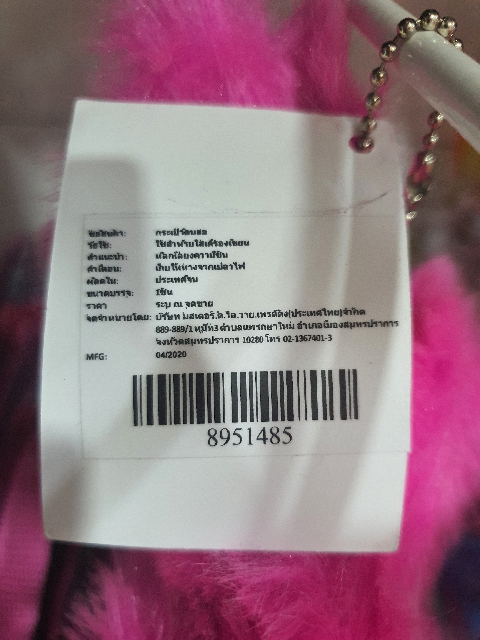 ชื่อสินค้า: กระเป๋าดินสอ
วิธีใช้: ใช้สำหรับใส่เครื่องเขียน
คำแนะนำ: หลีกเลี่ยงความชื้น
คำเตือน: เก็บให้ห่างจากเปลวไฟ
ผลิตใน: ประเทศจีน
ขนาดบรรจุ: 1ชิ้น
ราคา ระบุ ณ จุดขาย
จัดจำหน่ายโดย: บริษัท มิสเตอร์.ดี.ไอ.วาย.เทรดดิ้ง(ประเทศไทย)จำกัด
889-889/1 หมู่ที่3 ตำบลแพรกษาใหม่ อำเภอเมืองสมุทรปราการ
จังหวัดสมุทรปราการ 10280 โทร 02-1367401-3
MFG: 04/2020
8951485